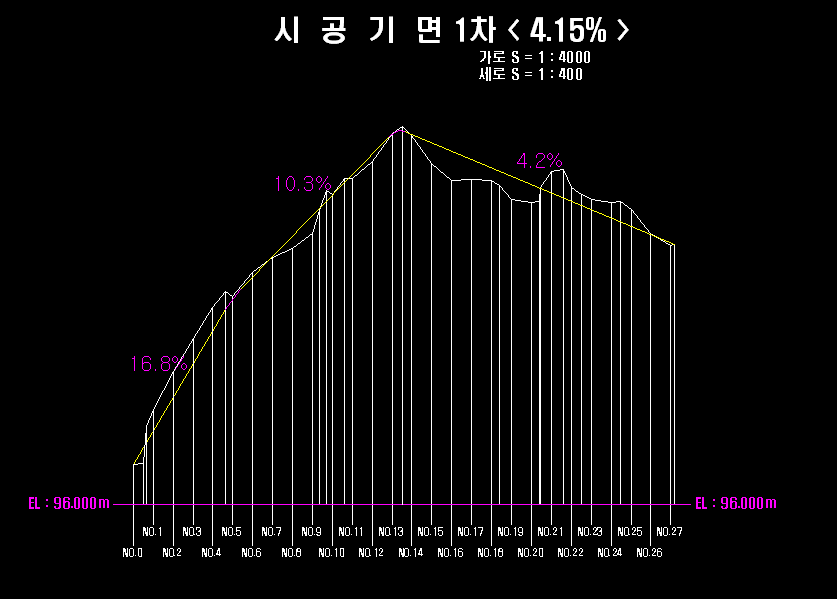 시 공 기 면 1차 < 4.15% >
가로 S = 1 : 4000
세로 S = 1 : 400
4.2%
10.3%
16.8%
EL : 96.000m
EL : 96.000m
NO.1 NO.3 NO.5 NO.7 NO.9 NO.11 NO.13 NO.15 NO.17 NO.19 NO.21 NO.23 NO.25 NO.27
NO.0 NO.2 NO.4 NO.6 NO.8 NO.10 NO.12 NO.14 NO.16 NO.18 NO.20 NO.22 NO.24 NO.26